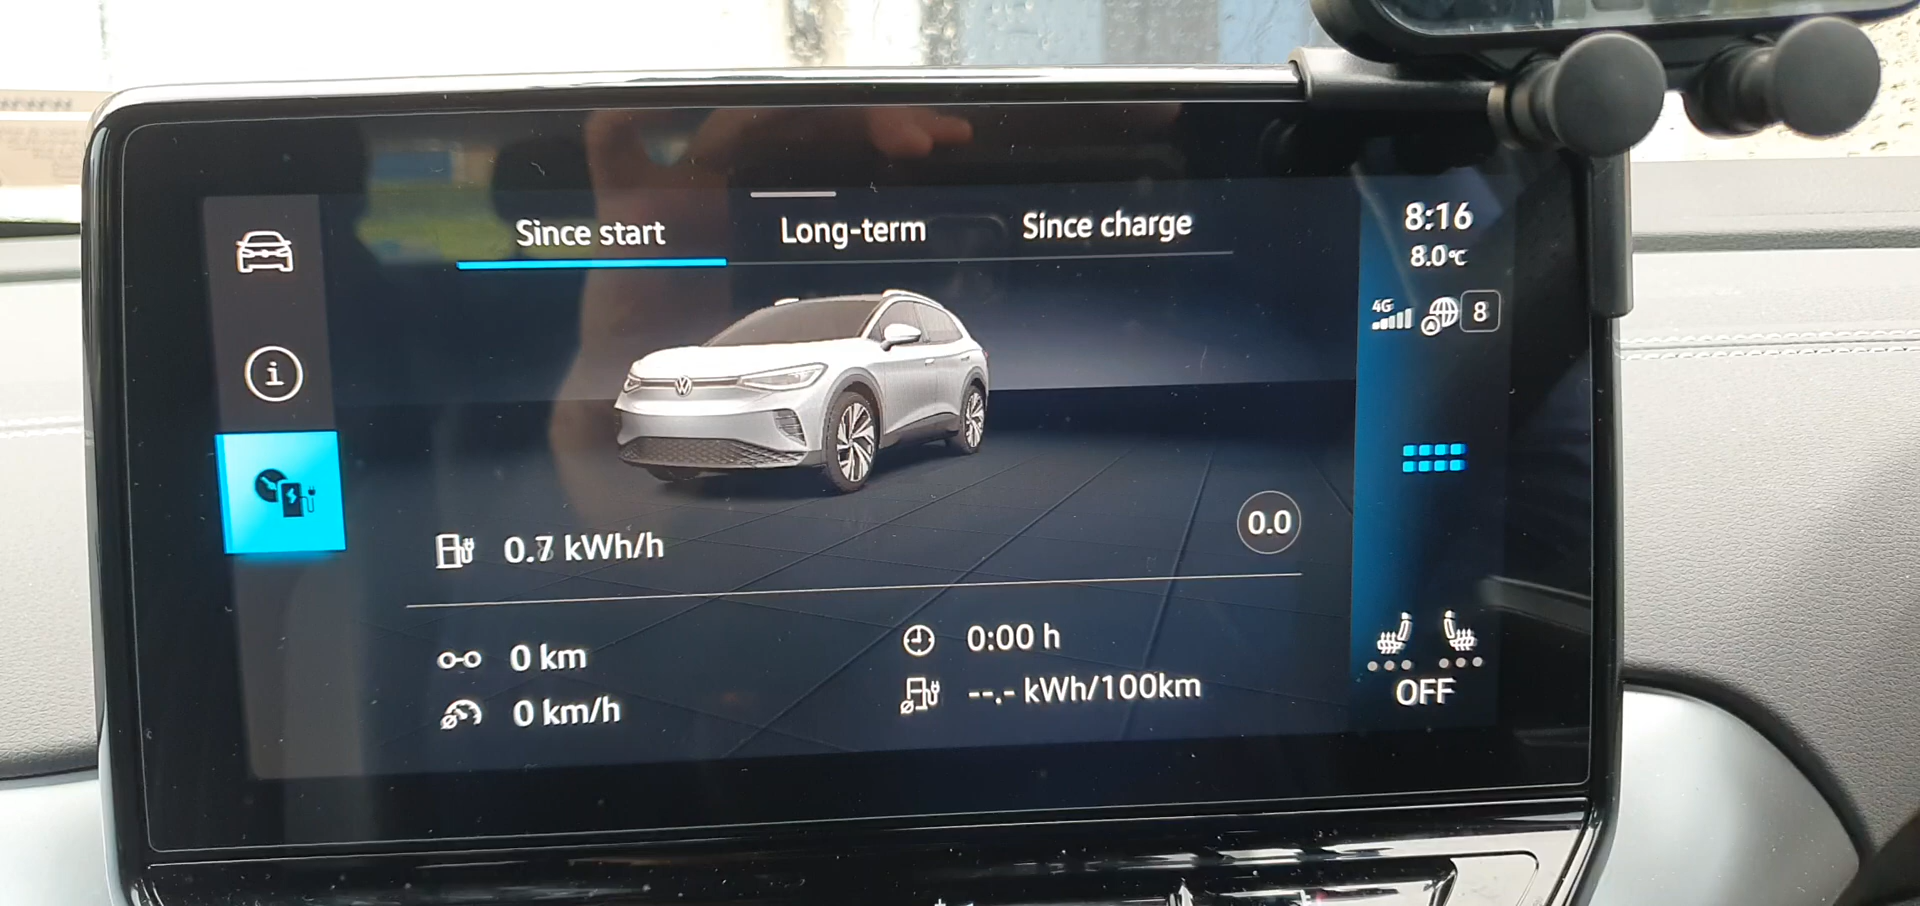 Since start
Long-term
Since charge
8:16
8.0°C
4G
8
i
0.7 kWh/h
0.0
0 km
0:00 h
0 km/h
--.- kWh/100km
OFF